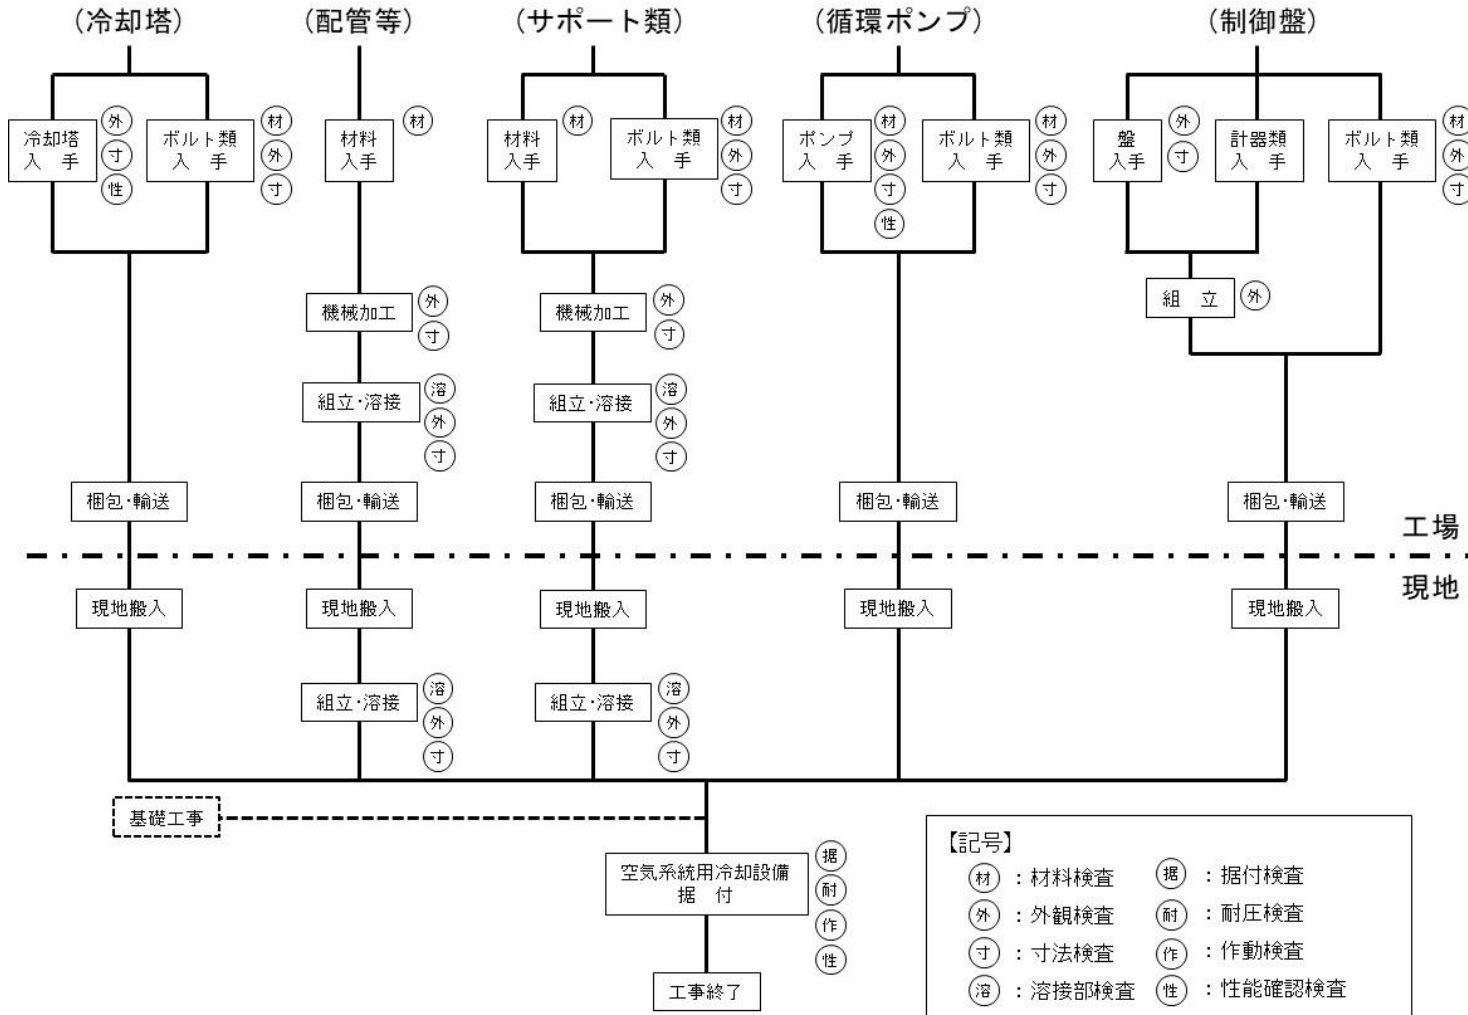 （冷却塔）
（配管等）
（サポート類）
（循環ポンプ）
（制御盤）
冷却塔
入　手
外
寸
性
ボルト類
入　手
材
外
寸
材料
入手
材
材料
入手
材
ボルト類
入　手
材
外
寸
ポンプ
入手
材
外
寸
性
ボルト類
入　手
材
外
寸
盤
入手
外
寸
計器類
入　手
ボルト類
入　手
材
外
寸
機械加工
外
寸
機械加工
外
寸
組　立
外
組立･溶接
溶
外
寸
組立･溶接
溶
外
寸
梱包･輸送
梱包･輸送
梱包･輸送
梱包･輸送
梱包･輸送
工場
現地
現地搬入
現地搬入
現地搬入
現地搬入
現地搬入
組立･溶接
溶
外
寸
組立･溶接
溶
外
寸
基礎工事
空気系統用冷却設備
据　付
据
耐
作
性
工事終了
【記号】
材：材料検査
据：据付検査
外：外観検査
耐：耐圧検査
寸：寸法検査
作：作動検査
溶：溶接部検査
性：性能確認検査